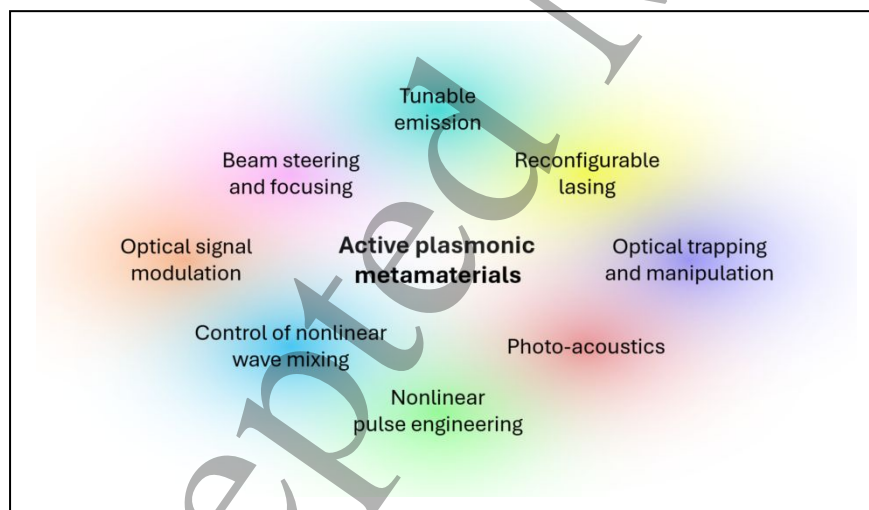 Tunable
emission
Beam steering
and focusing
Reconfigurable
lasing
Optical signal
modulation
Active plasmonic
metamaterials
Optical trapping
and manipulation
Control of nonlinear
wave mixing
Photo-acoustics
Nonlinear
pulse engineering